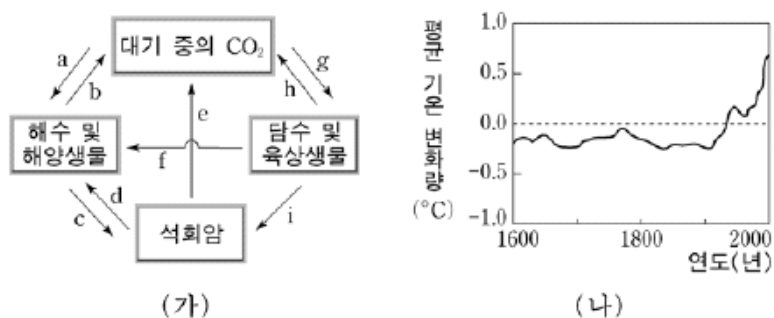 대기 중의 CO₂
a
b
g
h
e
해수 및
해양생물
담수 및
육상생물
f
d
c
i
석회암
(가)
평균 기온 변화량
(°C)
1.0
0.5
0.0
-0.5
-1.0
1600
1800
2000
연도(년)
(나)